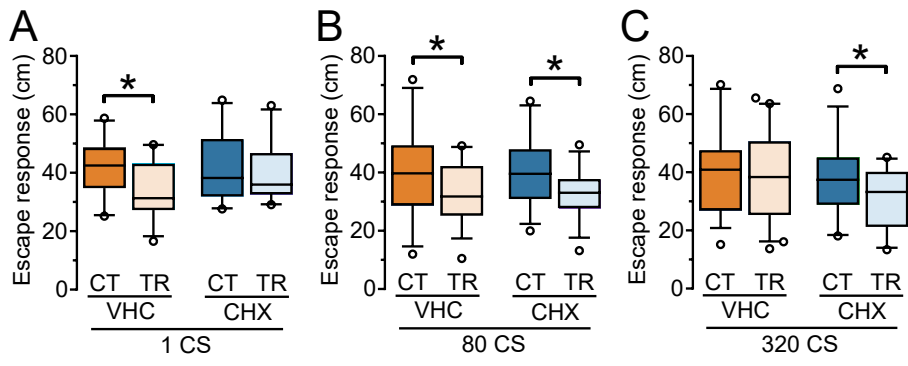 A
Escape response (cm)
80
60
40
20
0
*
CT TR CT TR
VHC CHX
1 CS
B
Escape response (cm)
80
60
40
20
0
*
*
CT TR CT TR
VHC CHX
80 CS
C
Escape response (cm)
80
60
40
20
0
*
CT TR CT TR
VHC CHX
320 CS